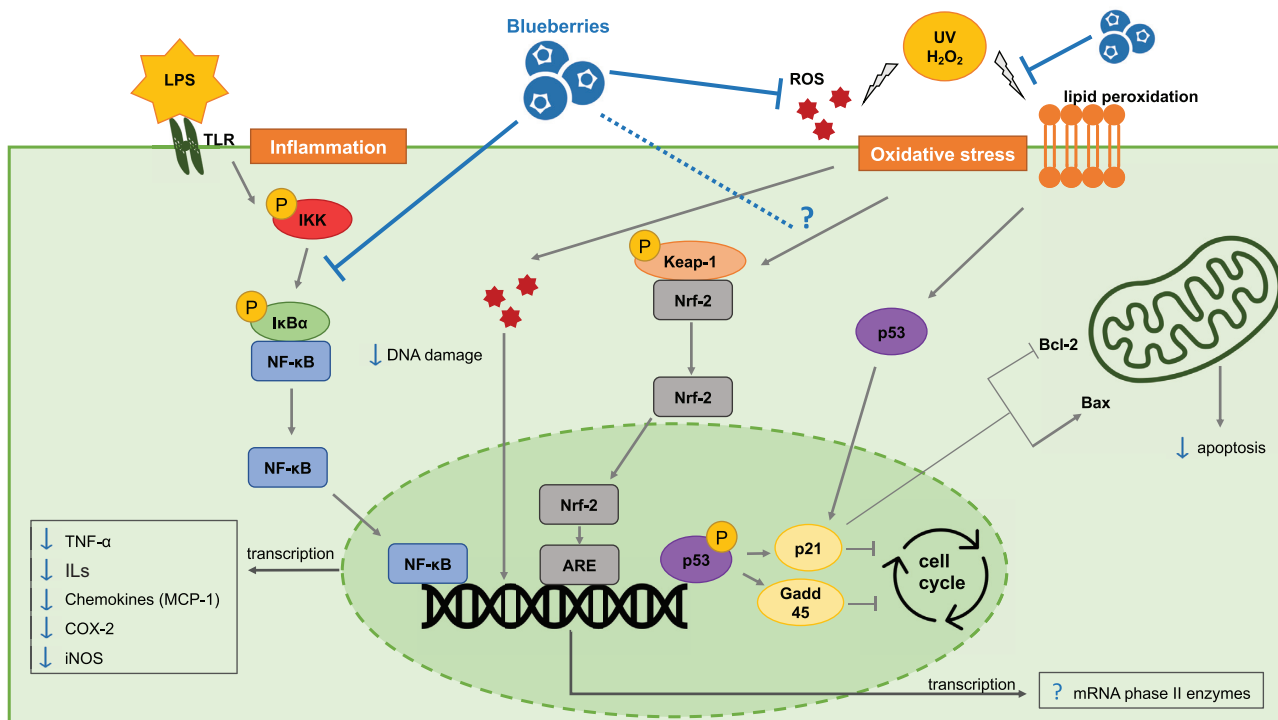 Blueberries
UV
H₂O₂
LPS
ROS
lipid peroxidation
TLR
Inflammation
Oxidative stress
P
IKK
?
P
Keap-1
Nrf-2
P
IκBα
NF-κB
↓ DNA damage
p53
Bcl-2
Bax
Nrf-2
↓ apoptosis
NF-κB
Nrf-2
P
p53
p21
cell
cycle
NF-κB
ARE
Gadd
45
transcription
↓ TNF-α
↓ ILs
↓ Chemokines (MCP-1)
↓ COX-2
↓ iNOS
transcription
? mRNA phase II enzymes